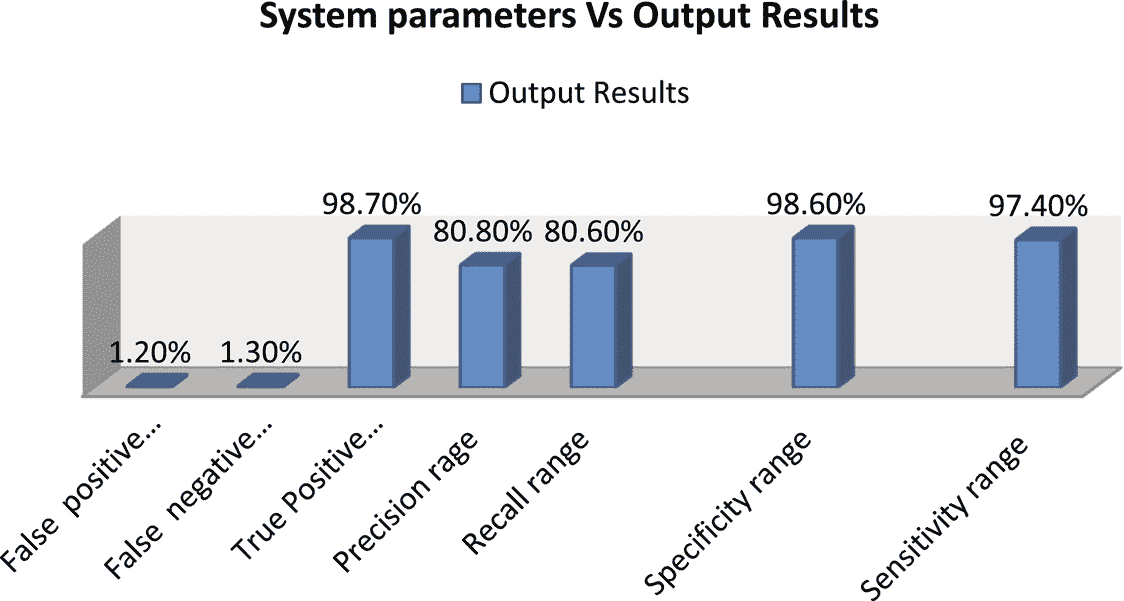 System parameters Vs Output Results
Output Results
98.70%
98.60%
97.40%
80.80%
80.60%
1.20%
1.30%
False positive...
False negative...
True Positive...
Precision rage
Recall range
Specificity range
Sensitivity range